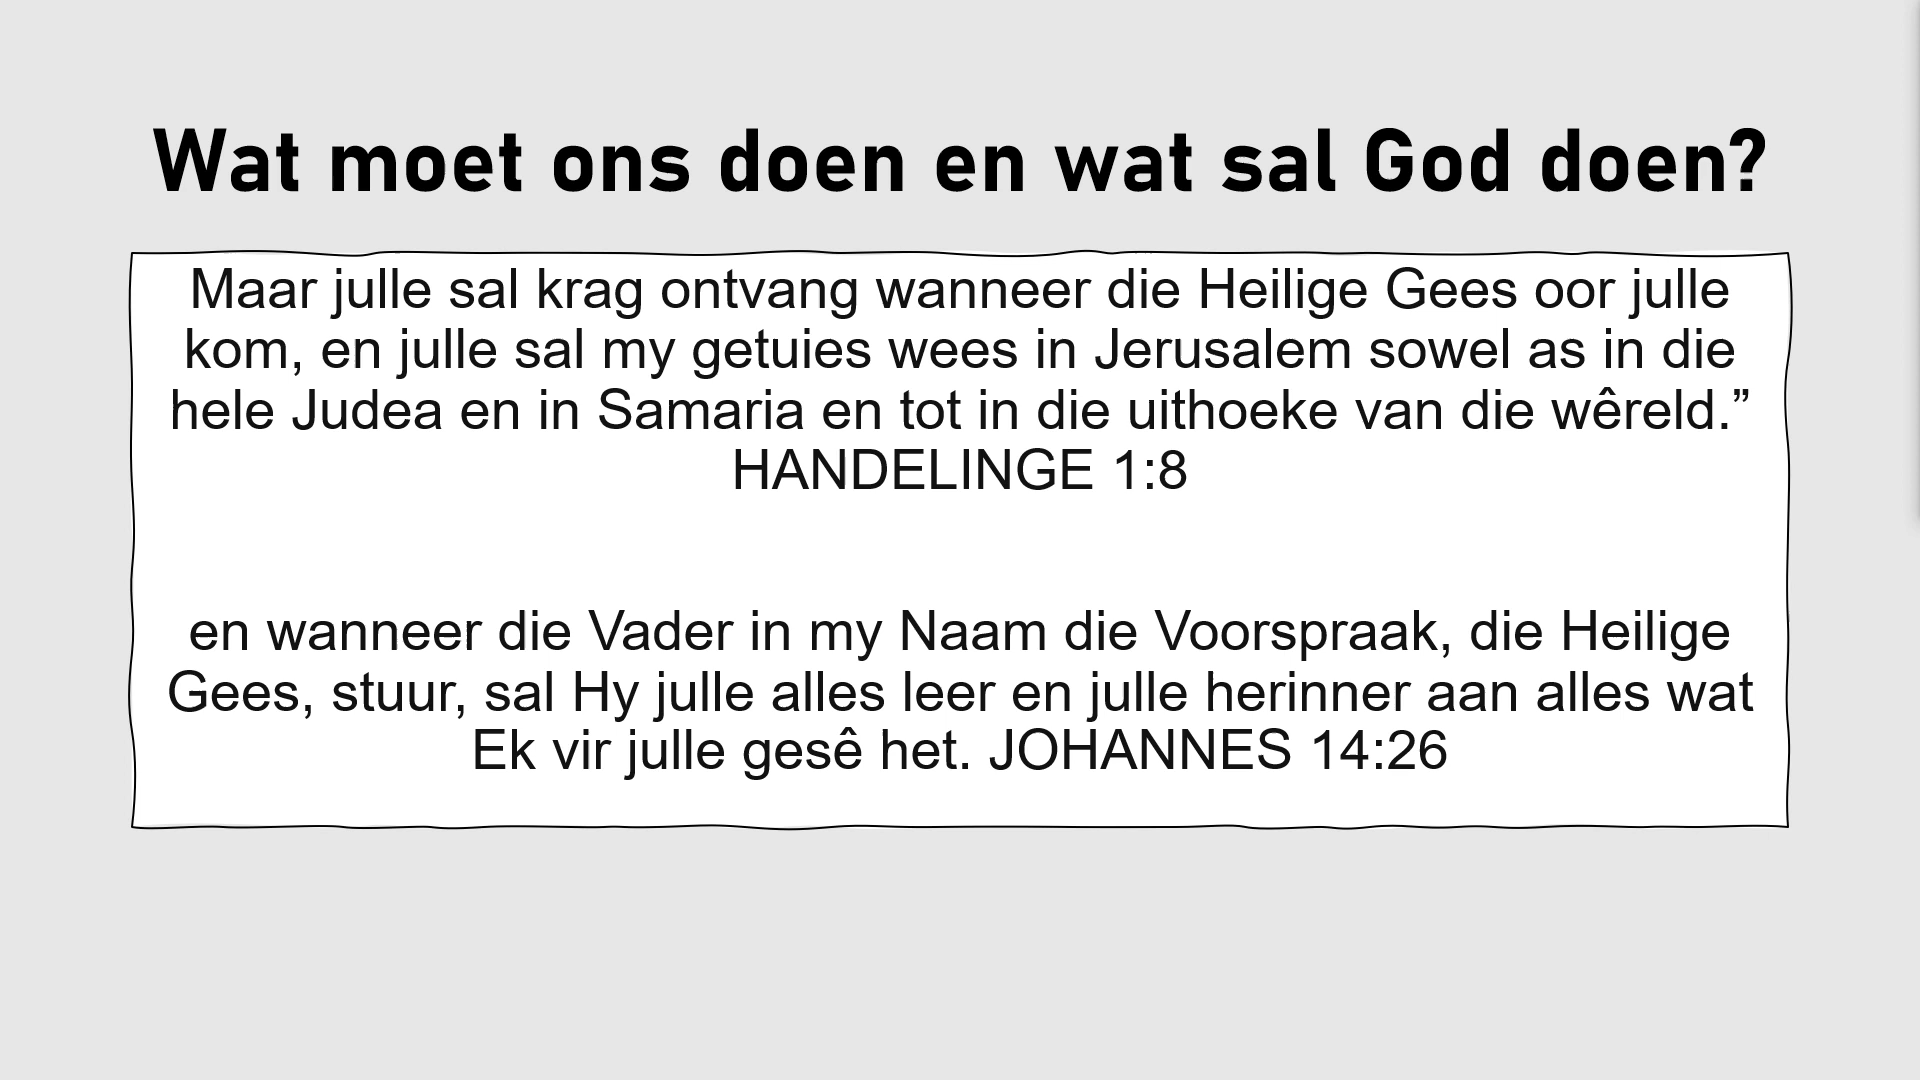 Wat moet ons doen en wat sal God doen?
Maar julle sal krag ontvang wanneer die Heilige Gees oor julle
kom, en julle sal my getuies wees in Jerusalem sowel as in die
hele Judea en in Samaria en tot in die uithoeke van die wêreld.”
HANDELINGE 1:8
en wanneer die Vader in my Naam die Voorspraak, die Heilige
Gees, stuur, sal Hy julle alles leer en julle herinner aan alles wat
Ek vir julle gesê het. JOHANNES 14:26